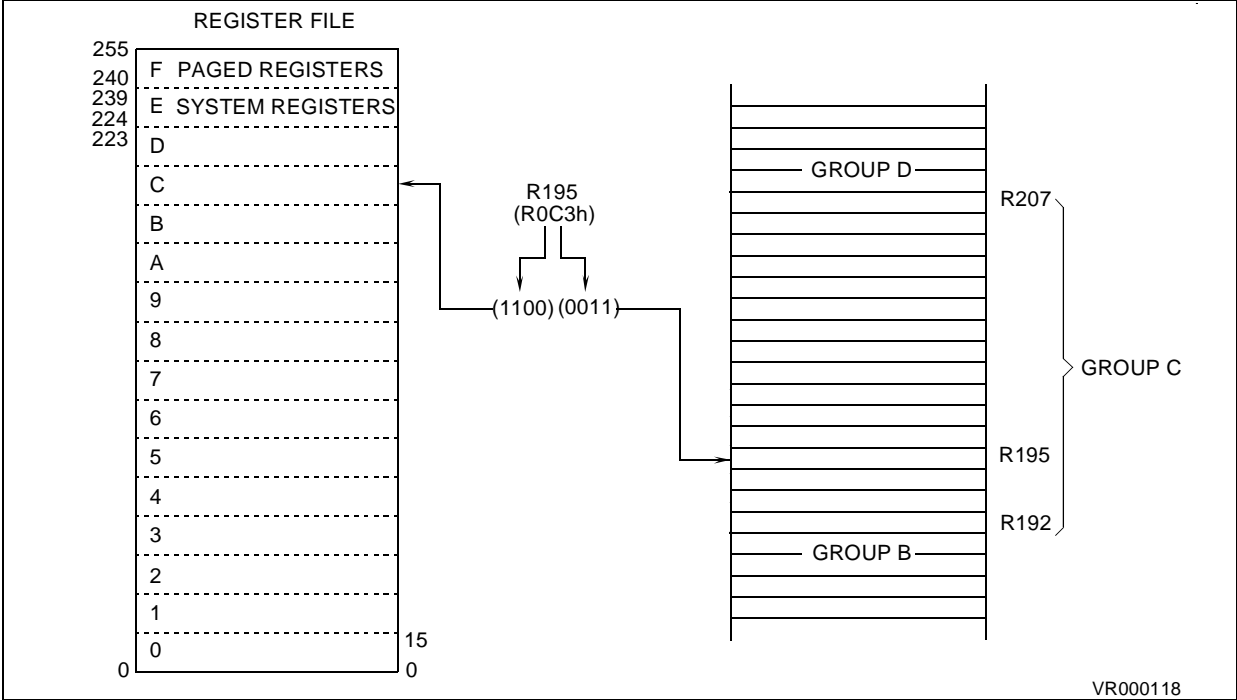 REGISTER FILE
255
240
239
224
223
F PAGED REGISTERS
E SYSTEM REGISTERS
D
C
B
A
9
8
7
6
5
4
3
2
1
0
15
0
0
R195
(R0C3h)
(1100) (0011)
GROUP D
R207
GROUP C
R195
R192
GROUP B
VR000118